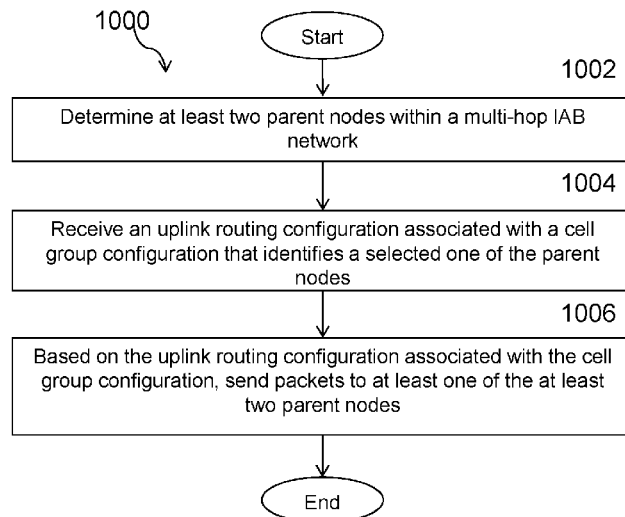 1000
Start
1002
Determine at least two parent nodes within a multi-hop IAB
network
1004
Receive an uplink routing configuration associated with a cell
group configuration that identifies a selected one of the parent
nodes
1006
Based on the uplink routing configuration associated with the cell
group configuration, send packets to at least one of the at least
two parent nodes
End